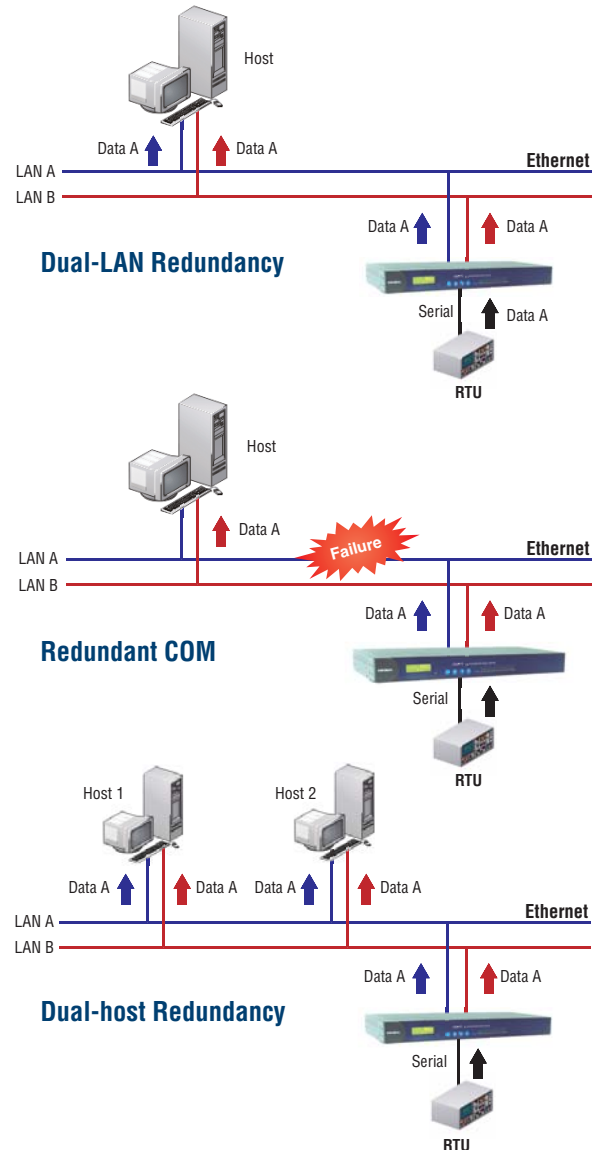 Host
Data A
Data A
Ethernet
LAN A
LAN B
Data A
Data A
Dual-LAN Redundancy
Serial
Data A
RTU
Host
Data A
Failure
Ethernet
LAN A
LAN B
Data A
Data A
Redundant COM
Serial
RTU
Host 1
Host 2
Data A
Data A
Data A
Data A
Ethernet
LAN A
LAN B
Data A
Data A
Dual-host Redundancy
Serial
RTU